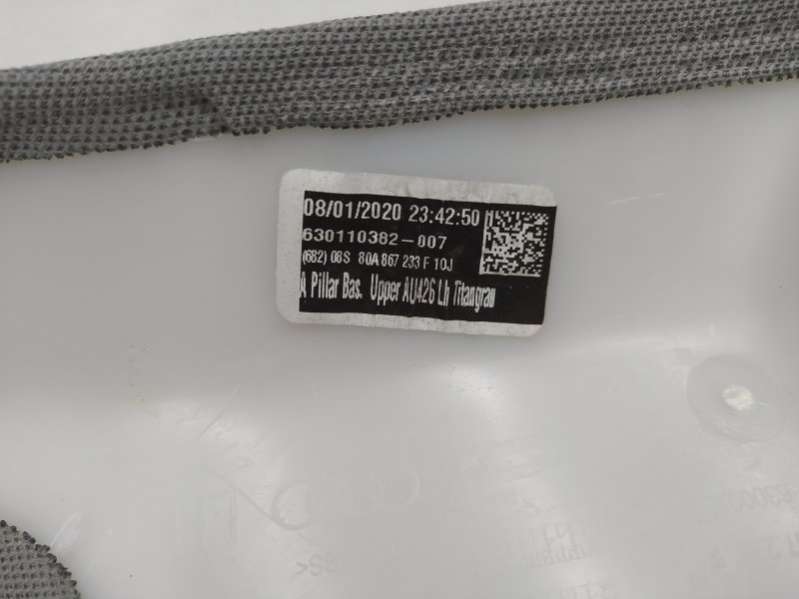 08/01/2020 23:42:50
630110382-007
(682) 08S 80A 867 233 F 10J
A Pillar Bas. Upper AU426 Lh Titangrau